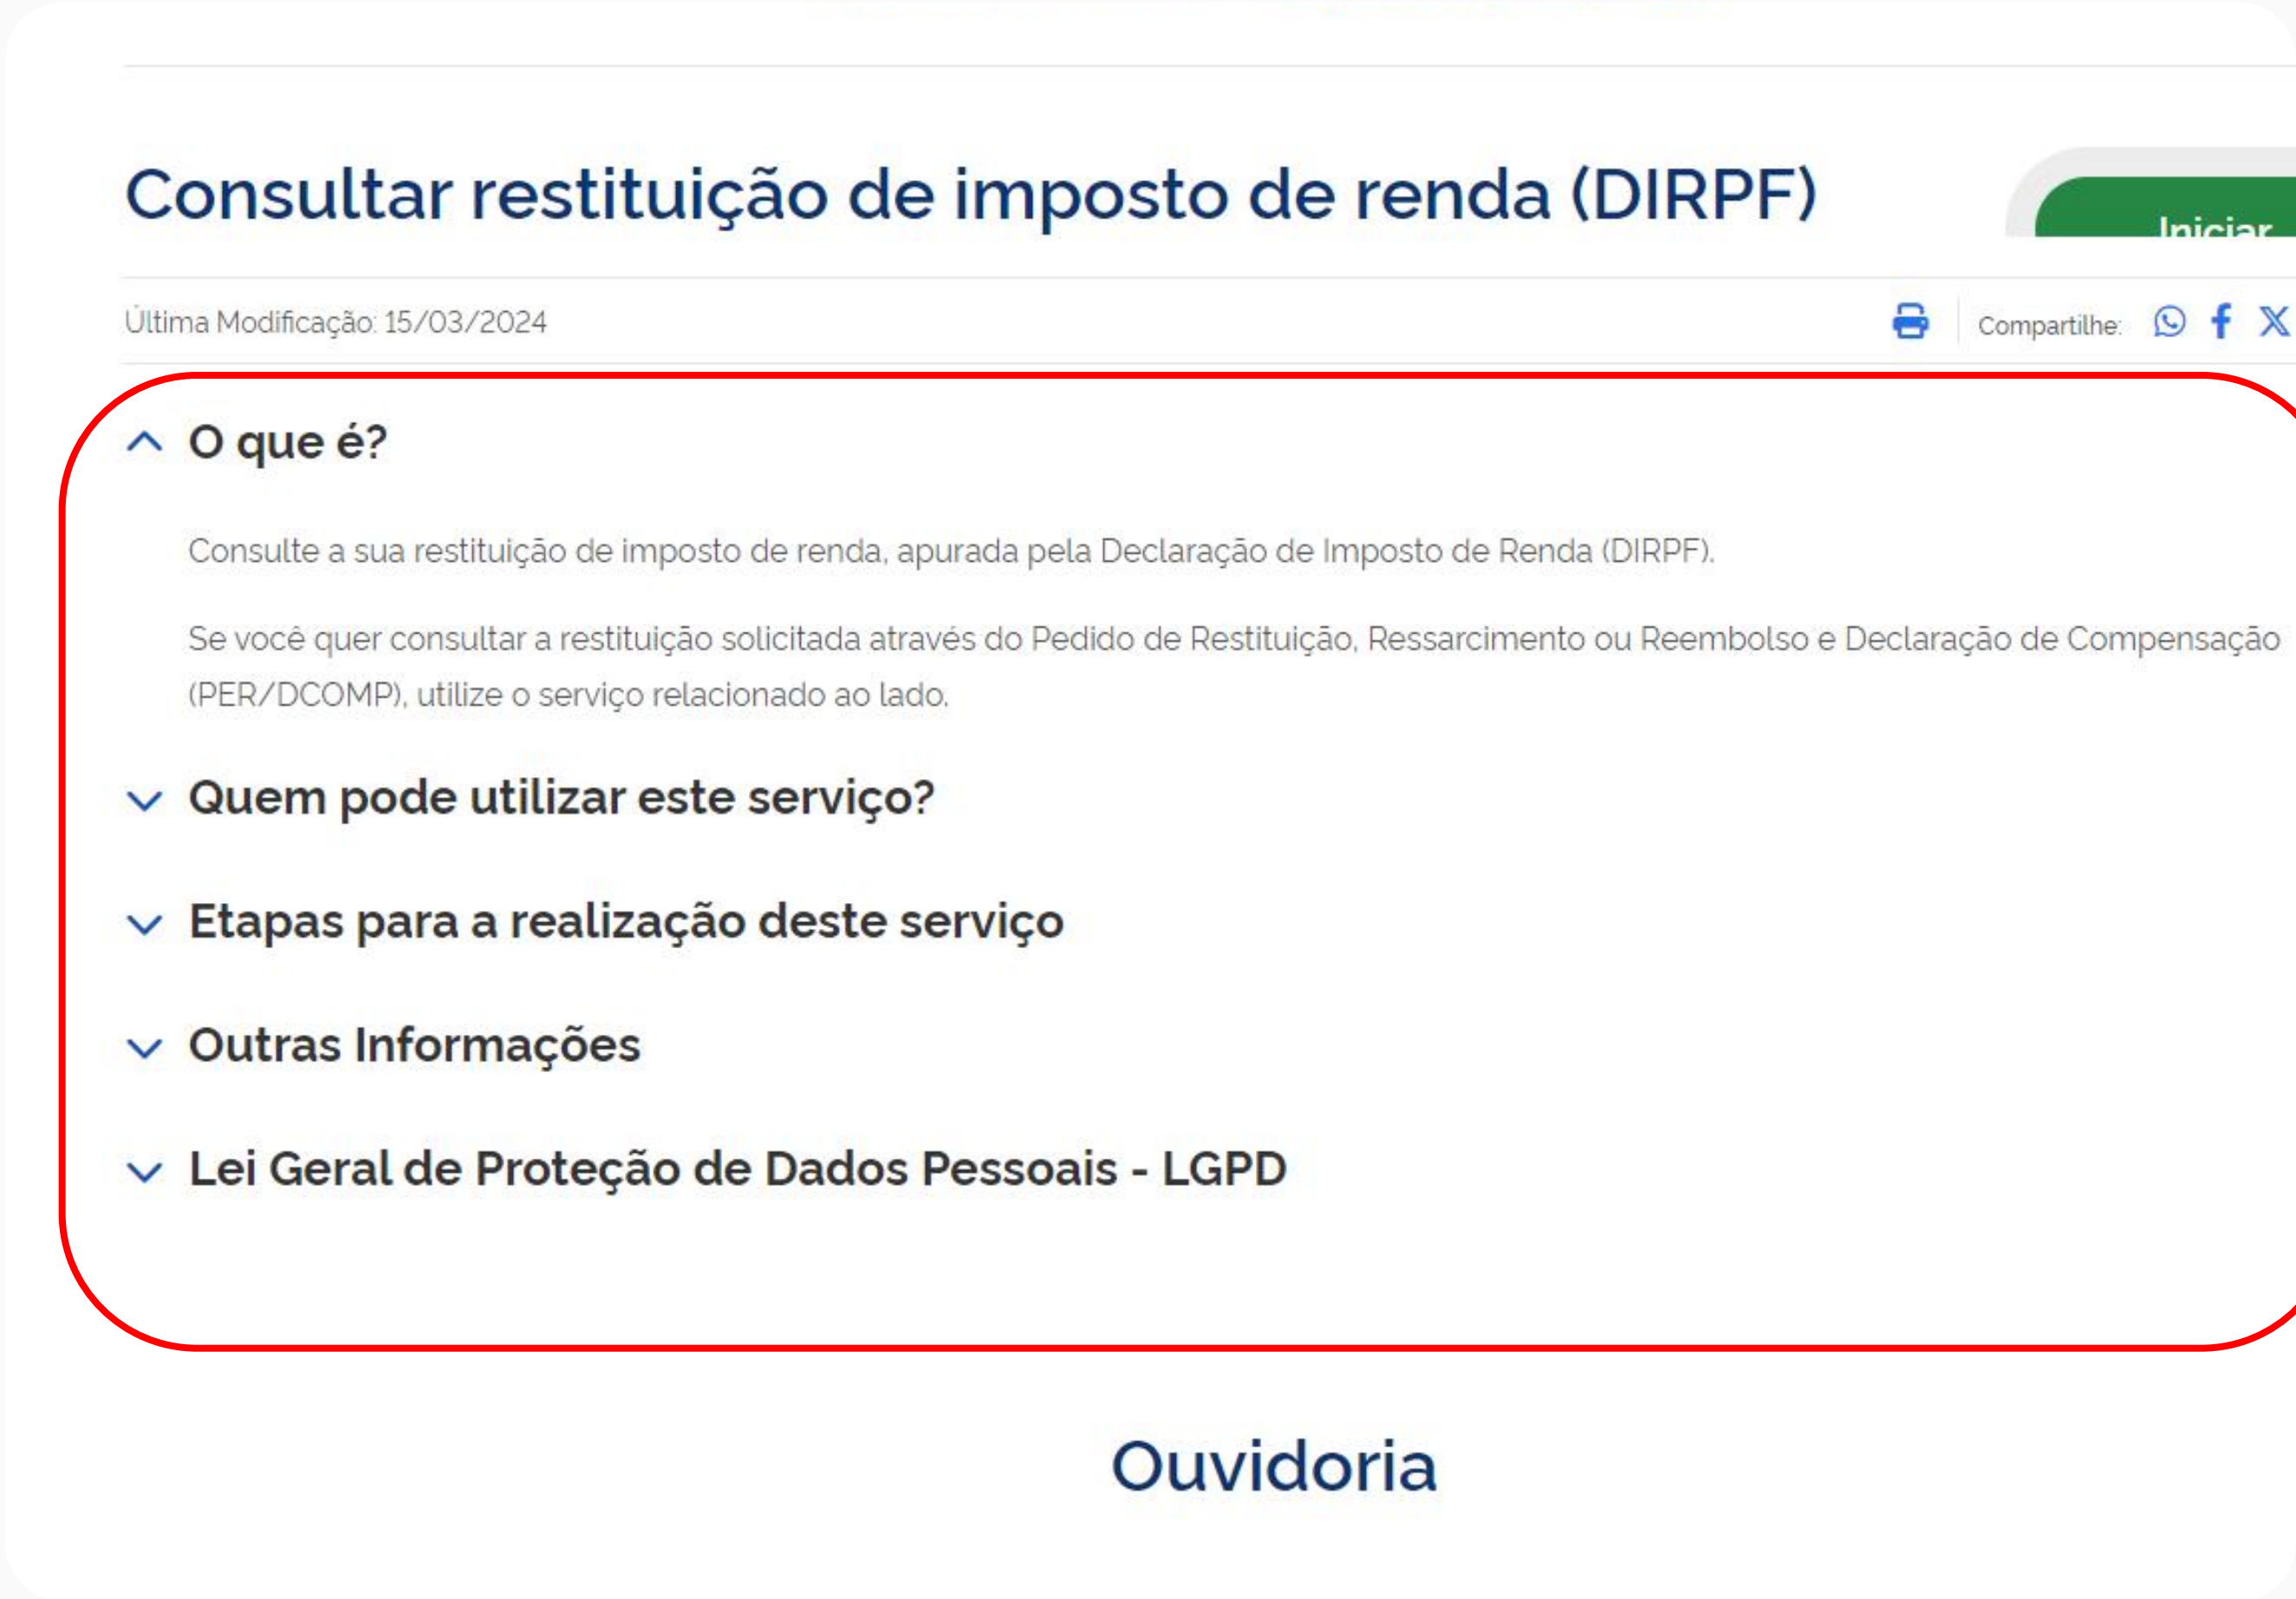 Consultar restituição de imposto de renda (DIRPF)
Iniciar
Última Modificação: 15/03/2024
Compartilhe:
O que é?
Consulte a sua restituição de imposto de renda, apurada pela Declaração de Imposto de Renda (DIRPF).
Se você quer consultar a restituição solicitada através do Pedido de Restituição, Ressarcimento ou Reembolso e Declaração de Compensação
(PER/DCOMP), utilize o serviço relacionado ao lado.
Quem pode utilizar este serviço?
Etapas para a realização deste serviço
Outras Informações
Lei Geral de Proteção de Dados Pessoais - LGPD
Ouvidoria